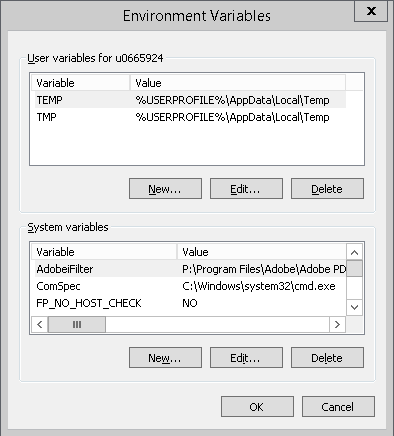 Environment Variables
x
User variables for u0665924
Variable Value
TEMP %USERPROFILE%\AppData\Local\Temp
TMP %USERPROFILE%\AppData\Local\Temp
New... Edit... Delete
System variables
Variable Value
AdobeiFilter P:\Program Files\Adobe\Adobe PD
ComSpec C:\Windows\system32\cmd.exe
FP_NO_HOST_CHECK NO
New... Edit... Delete
OK Cancel